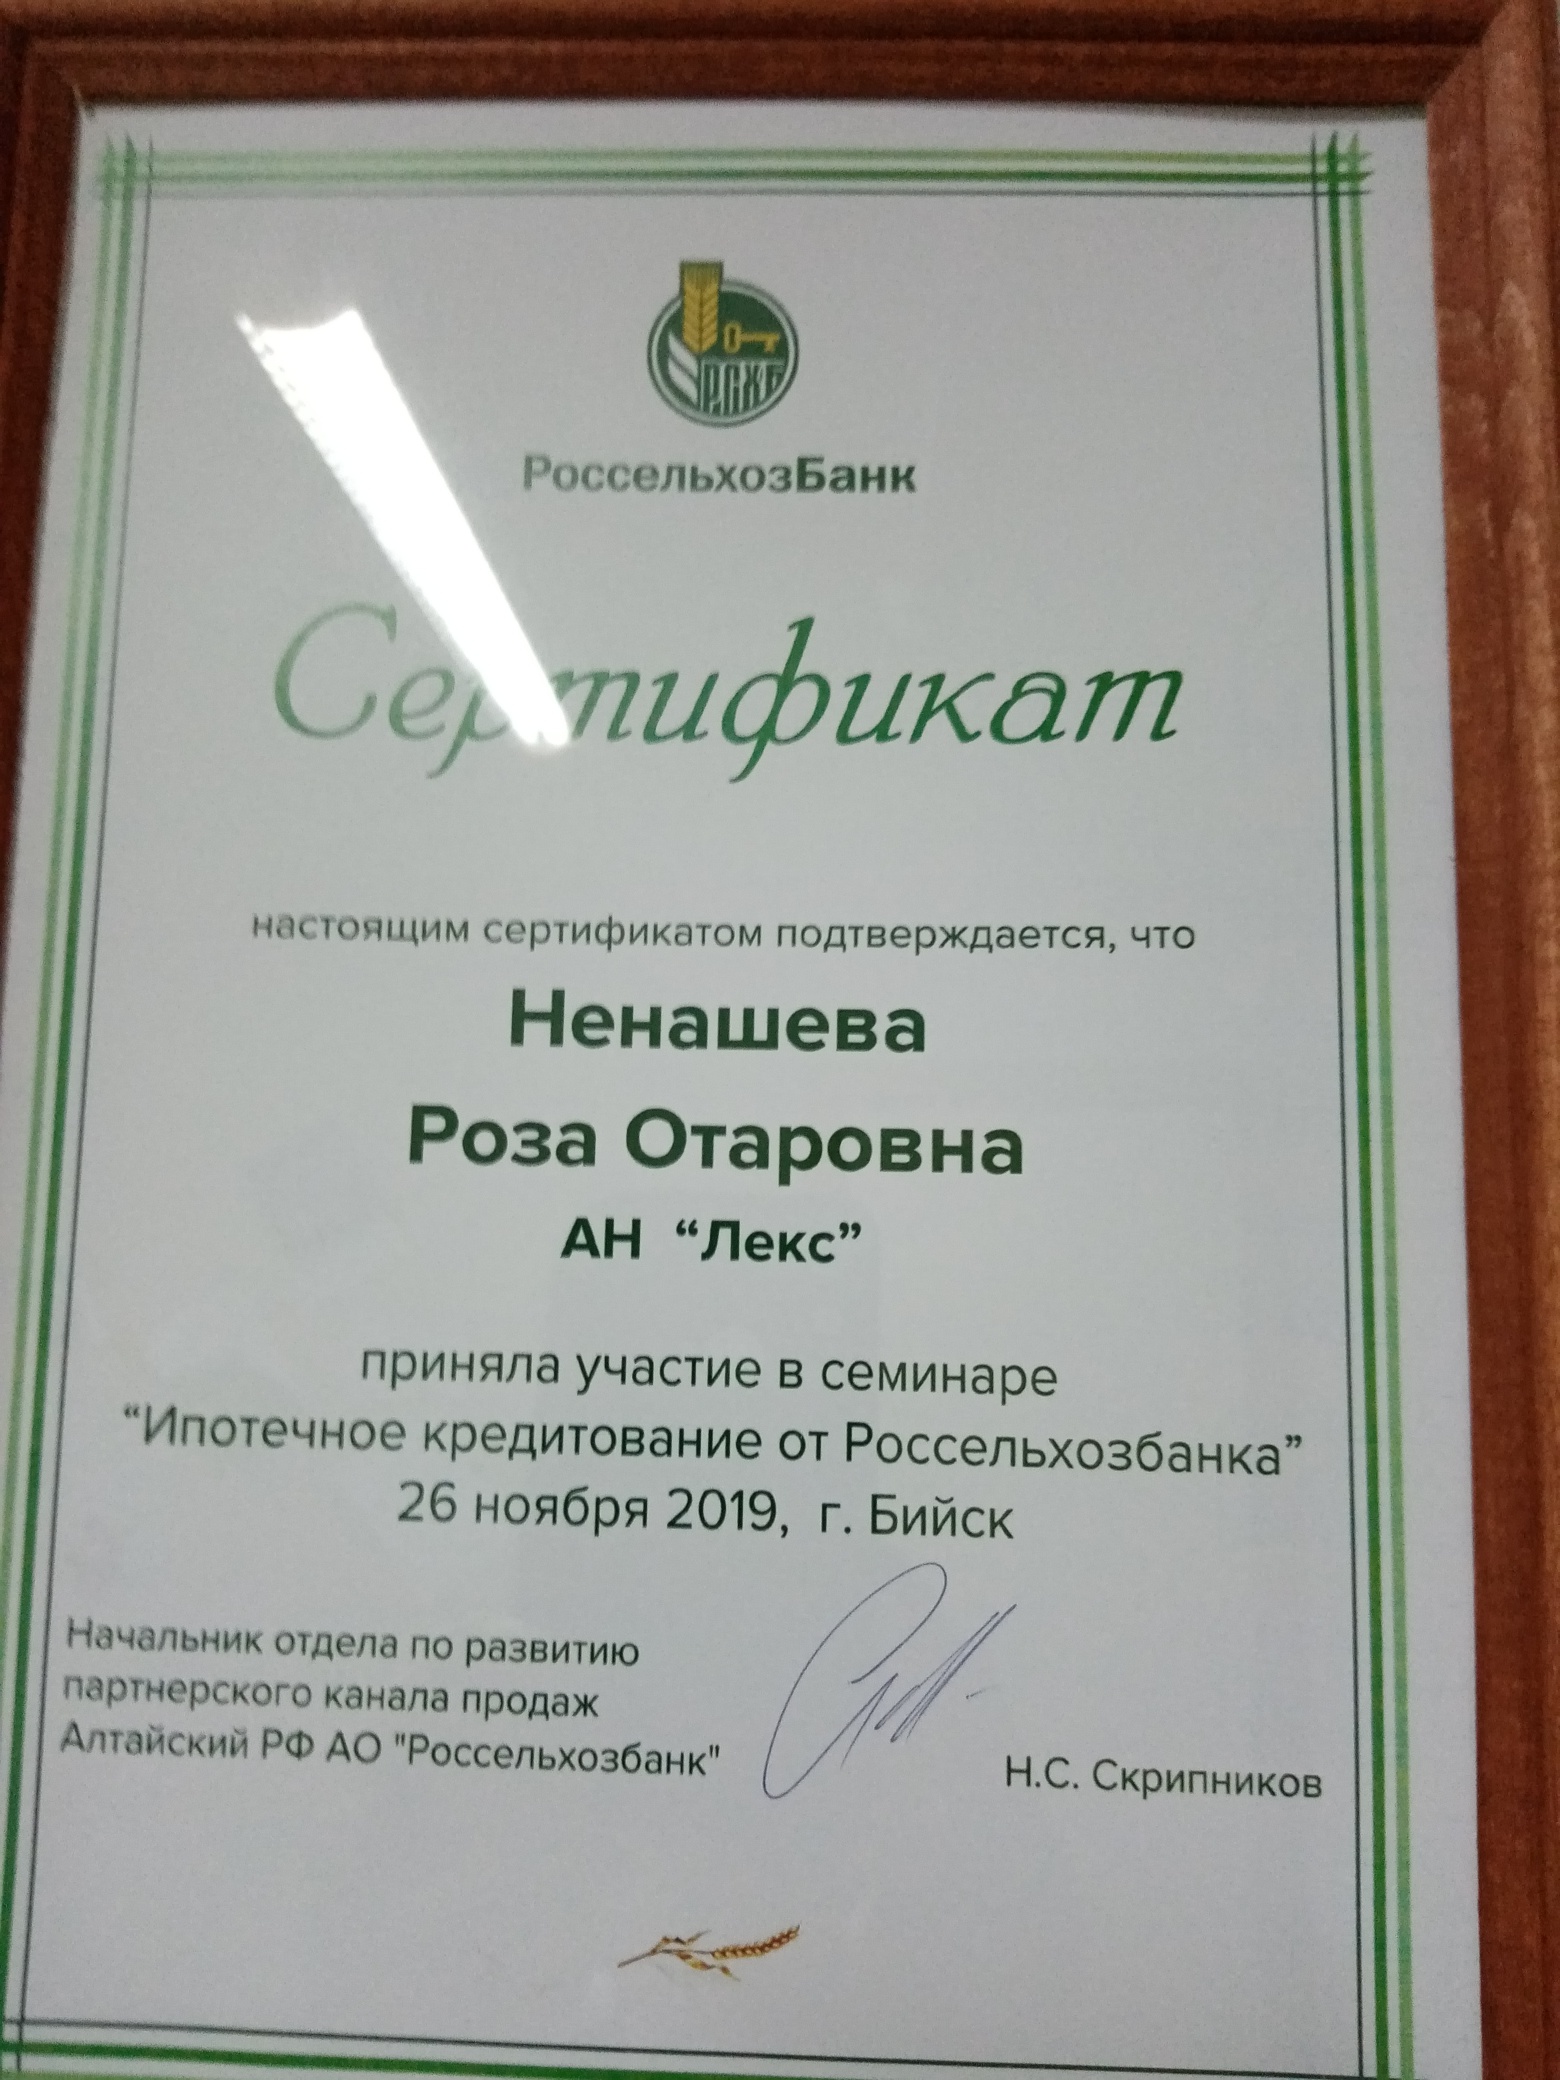 РСХБ
РоссельхозБанк
Сертификат
настоящим сертификатом подтверждается, что
Ненашева
Роза Отаровна
АН “Лекс”
приняла участие в семинаре
“Ипотечное кредитование от Россельхозбанка”
26 ноября 2019, г. Бийск
Начальник отдела по развитию
партнерского канала продаж
Алтайский РФ АО "Россельхозбанк"
Н.С. Скрипников